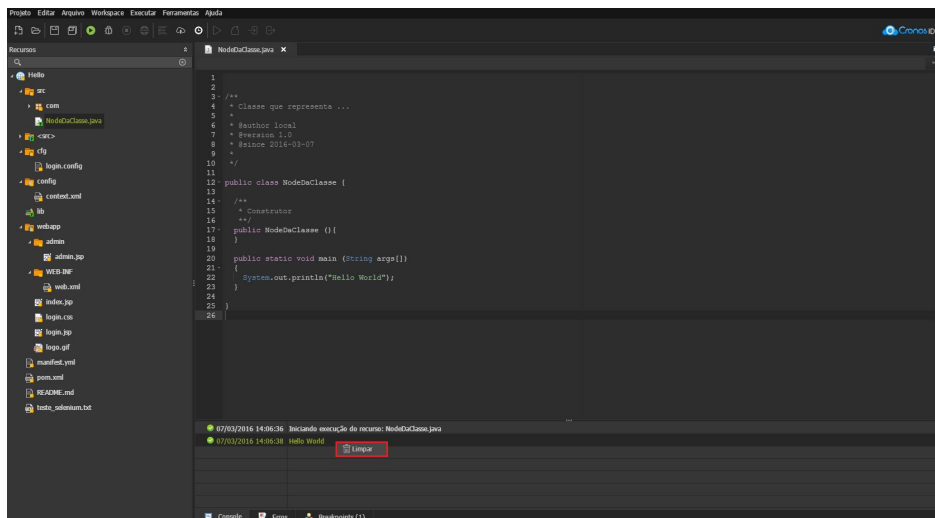 Projeto Editar Arquivo Workspace Executar Ferramentas Ajuda
Cronos ID
Recursos
NodeDaClasse.java
Hello
src
com
NodeDaClasse.java
<src>
cfg
login.config
config
context.xml
lib
webapp
admin
admin.jsp
WEB-INF
web.xml
index.jsp
login.css
login.jsp
logo.gif
manifest.yml
pom.xml
README.md
teste_selenium.txt
1
2
3 /**
4 * Classe que representa ...
5 *
6 * @author local
7 * @version 1.0
8 * @since 2016-03-07
9 *
10 */
11
12 public class NodeDaClasse {
13
14 /**
15 * Construtor
16 **/
17 public NodeDaClasse (){
18 }
19
20 public static void main (String args[])
21 {
22 System.out.println("Hello World");
23 }
24
25 }
26
07/03/2016 14:06:36 Iniciando execução do recurso: NodeDaClasse.java
07/03/2016 14:06:38 Hello World
Limpar
Console Erros Breakpoints (1)